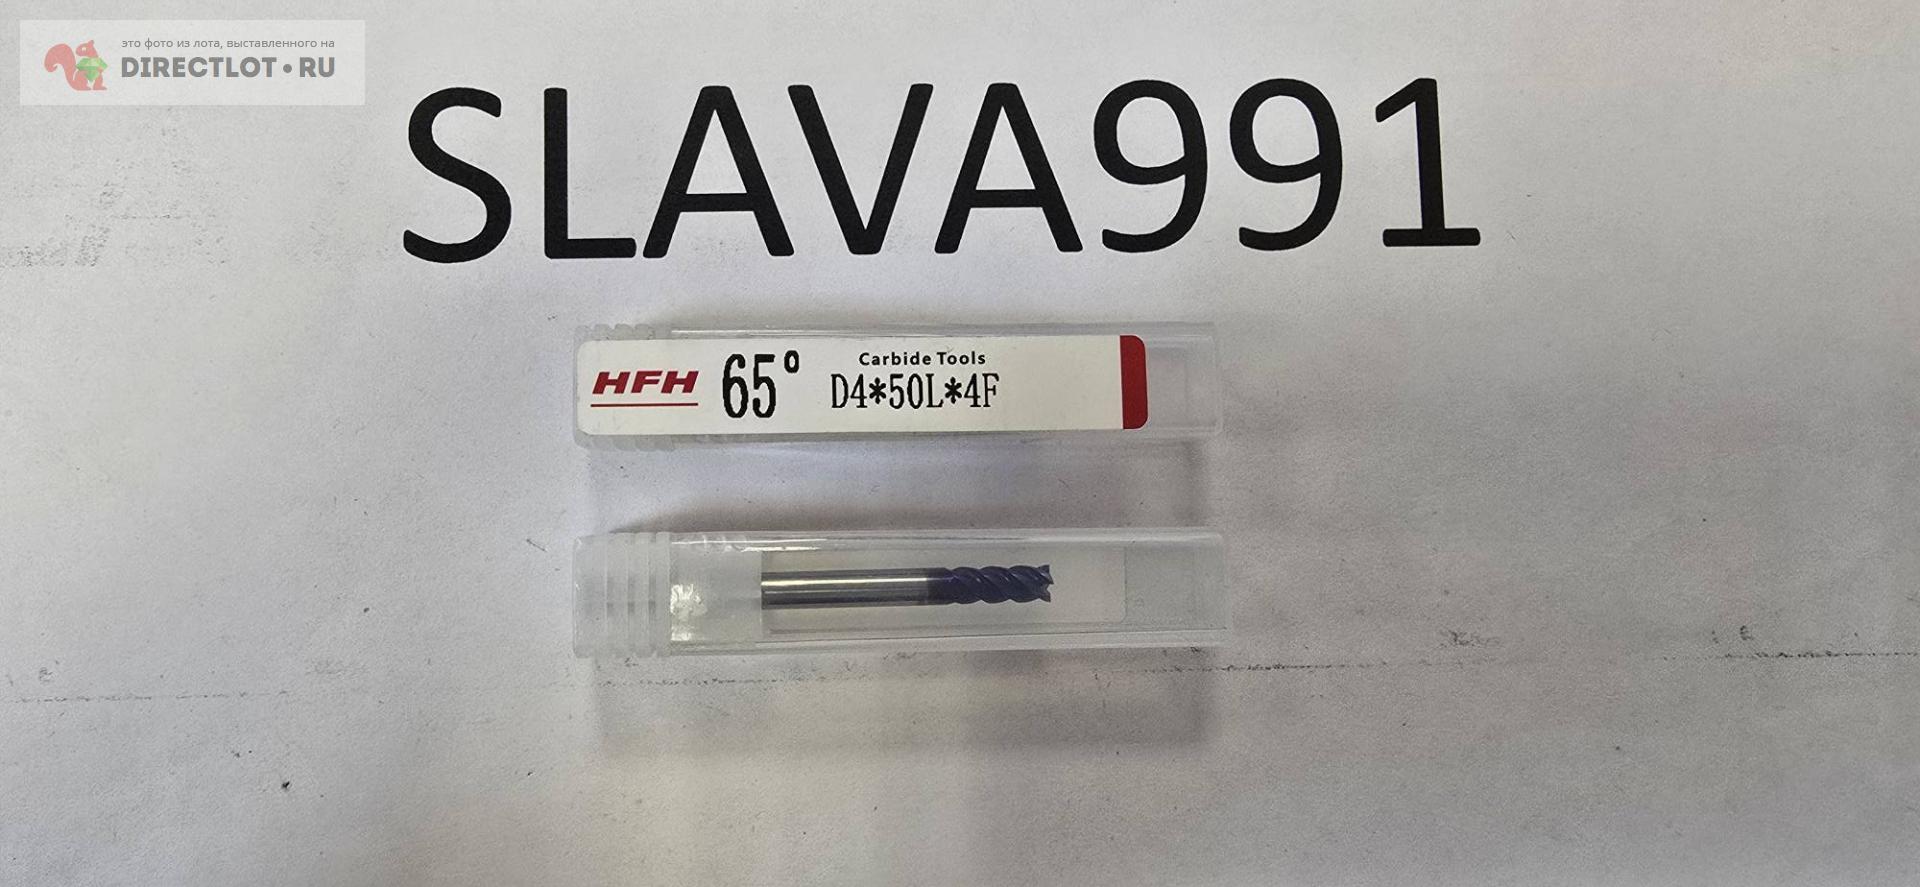 это фото из лота, выставленного на
DIRECTLOT•RU
SLAVA991
HFH
65°
Carbide Tools
D4*50L*4F